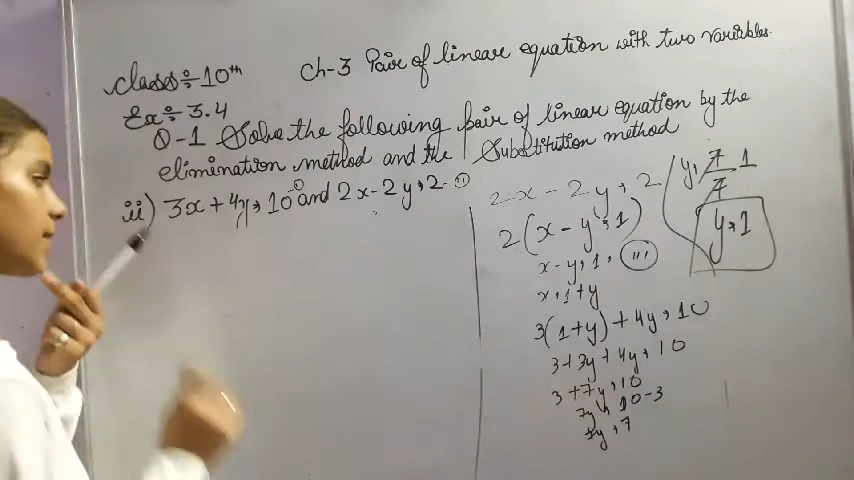 Class÷10th
Ch-3 Pair of linear equation with two variables.
Ex÷3.4
Q-1 Solve the following pair of linear equation by the
elimination method and the Substitution method
ii) 3x+4y=10-① and 2x-2y=2-②
2x-2y=2
2(x-y=1)
x-y=1-(iii)
x=1+y
3(1+y)+4y=10
3+3y+4y=10
3+7y=10
7y=10-3
7y=7
y=7/7 1
y=1